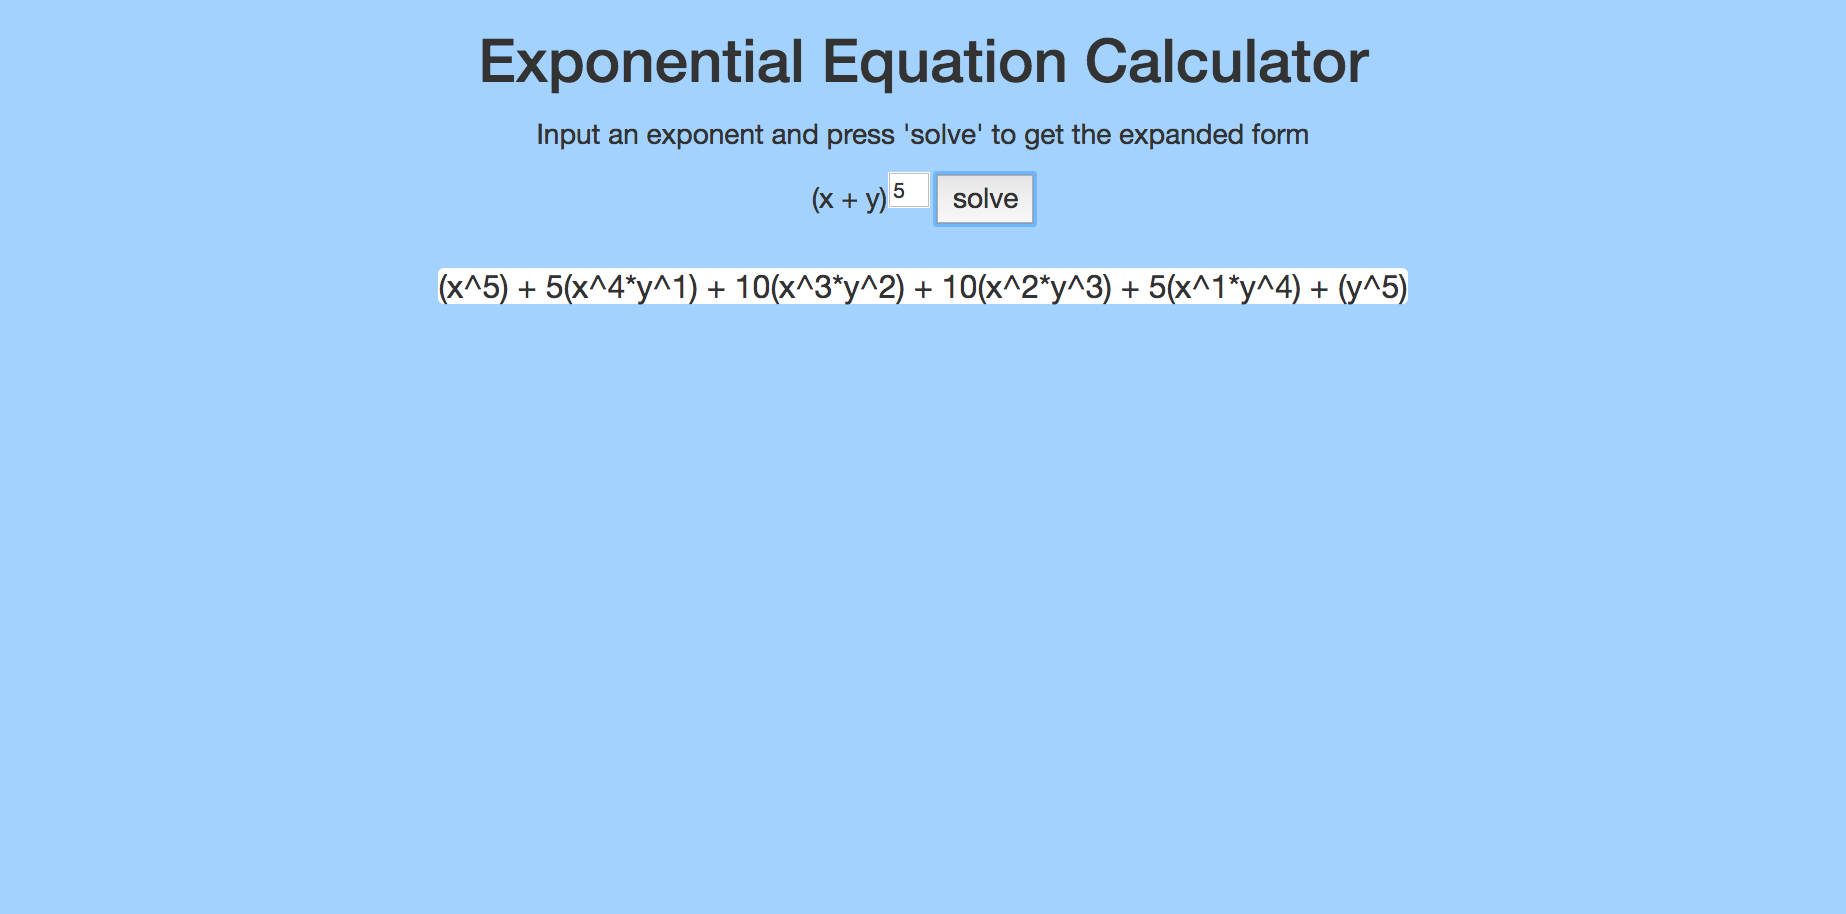 Exponential Equation Calculator
Input an exponent and press 'solve' to get the expanded form
(x + y) 5 solve
(x^5) + 5(x^4*y^1) + 10(x^3*y^2) + 10(x^2*y^3) + 5(x^1*y^4) + (y^5)